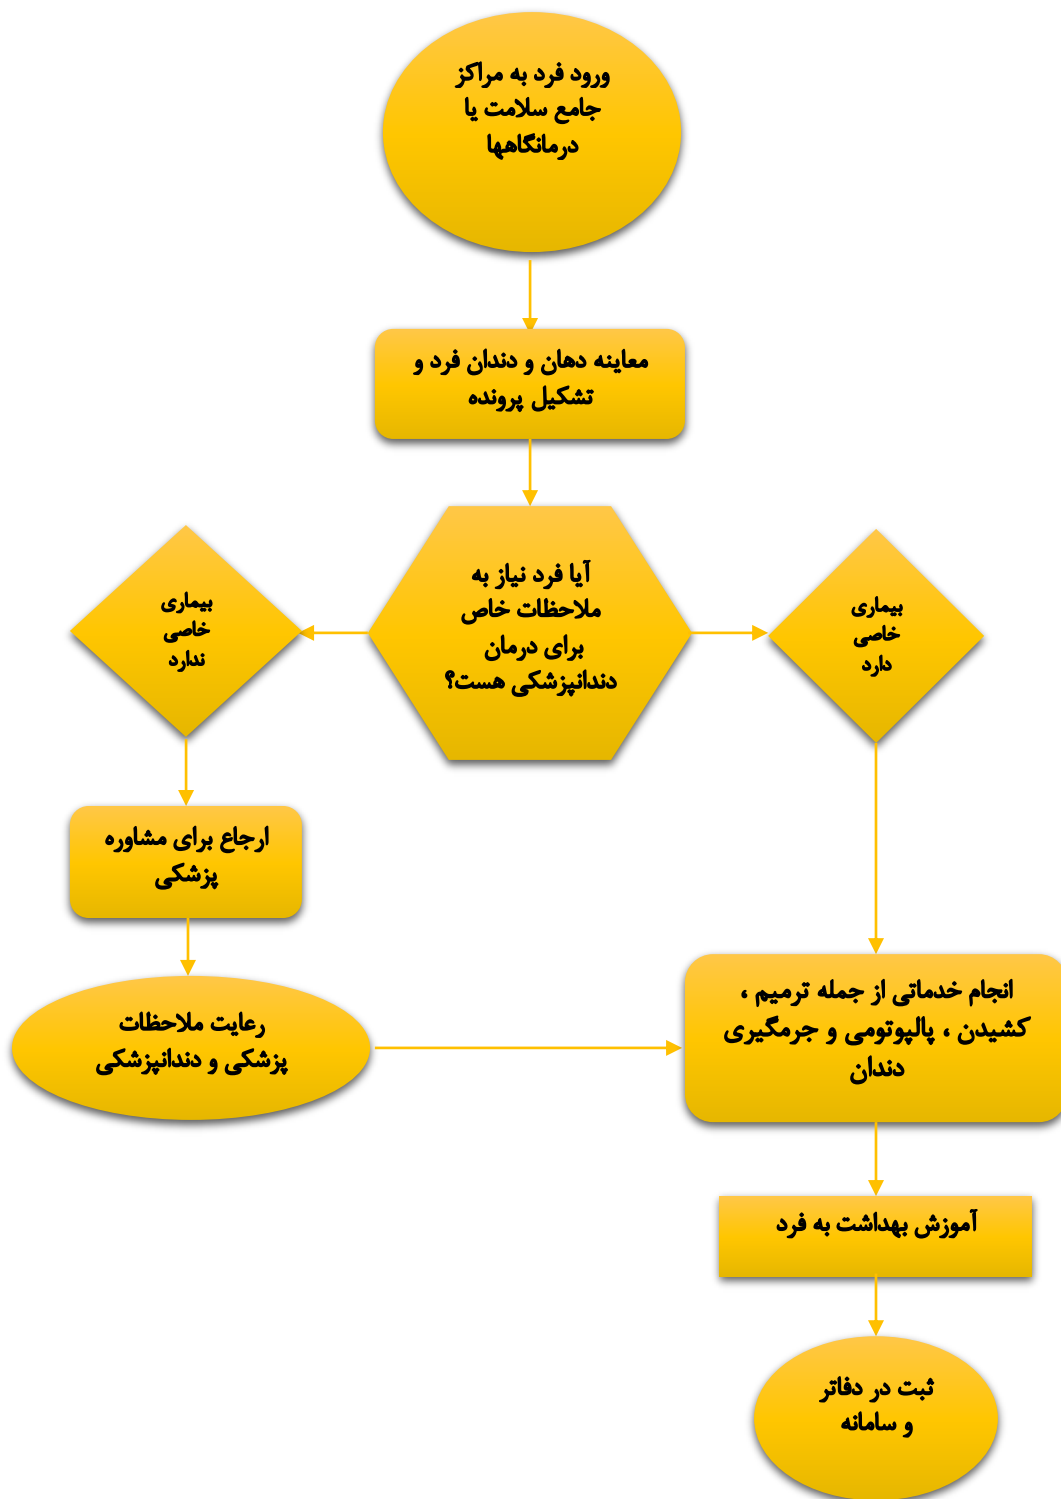 ورود فرد به مراکز
جامع سلامت یا
درمانگاهها
معاینه دهان و دندان فرد و
تشکیل پرونده
آیا فرد نیاز به
ملاحظات خاص
برای درمان
دندانپزشکی هست؟
بیماری
خاصی
دارد
بیماری
خاصی
ندارد
ارجاع برای مشاوره
پزشکی
رعایت ملاحظات
پزشکی و دندانپزشکی
انجام خدماتی از جمله ترمیم ،
کشیدن ، پالپوتومی و جرمگیری
دندان
آموزش بهداشت به فرد
ثبت در دفاتر
و سامانه